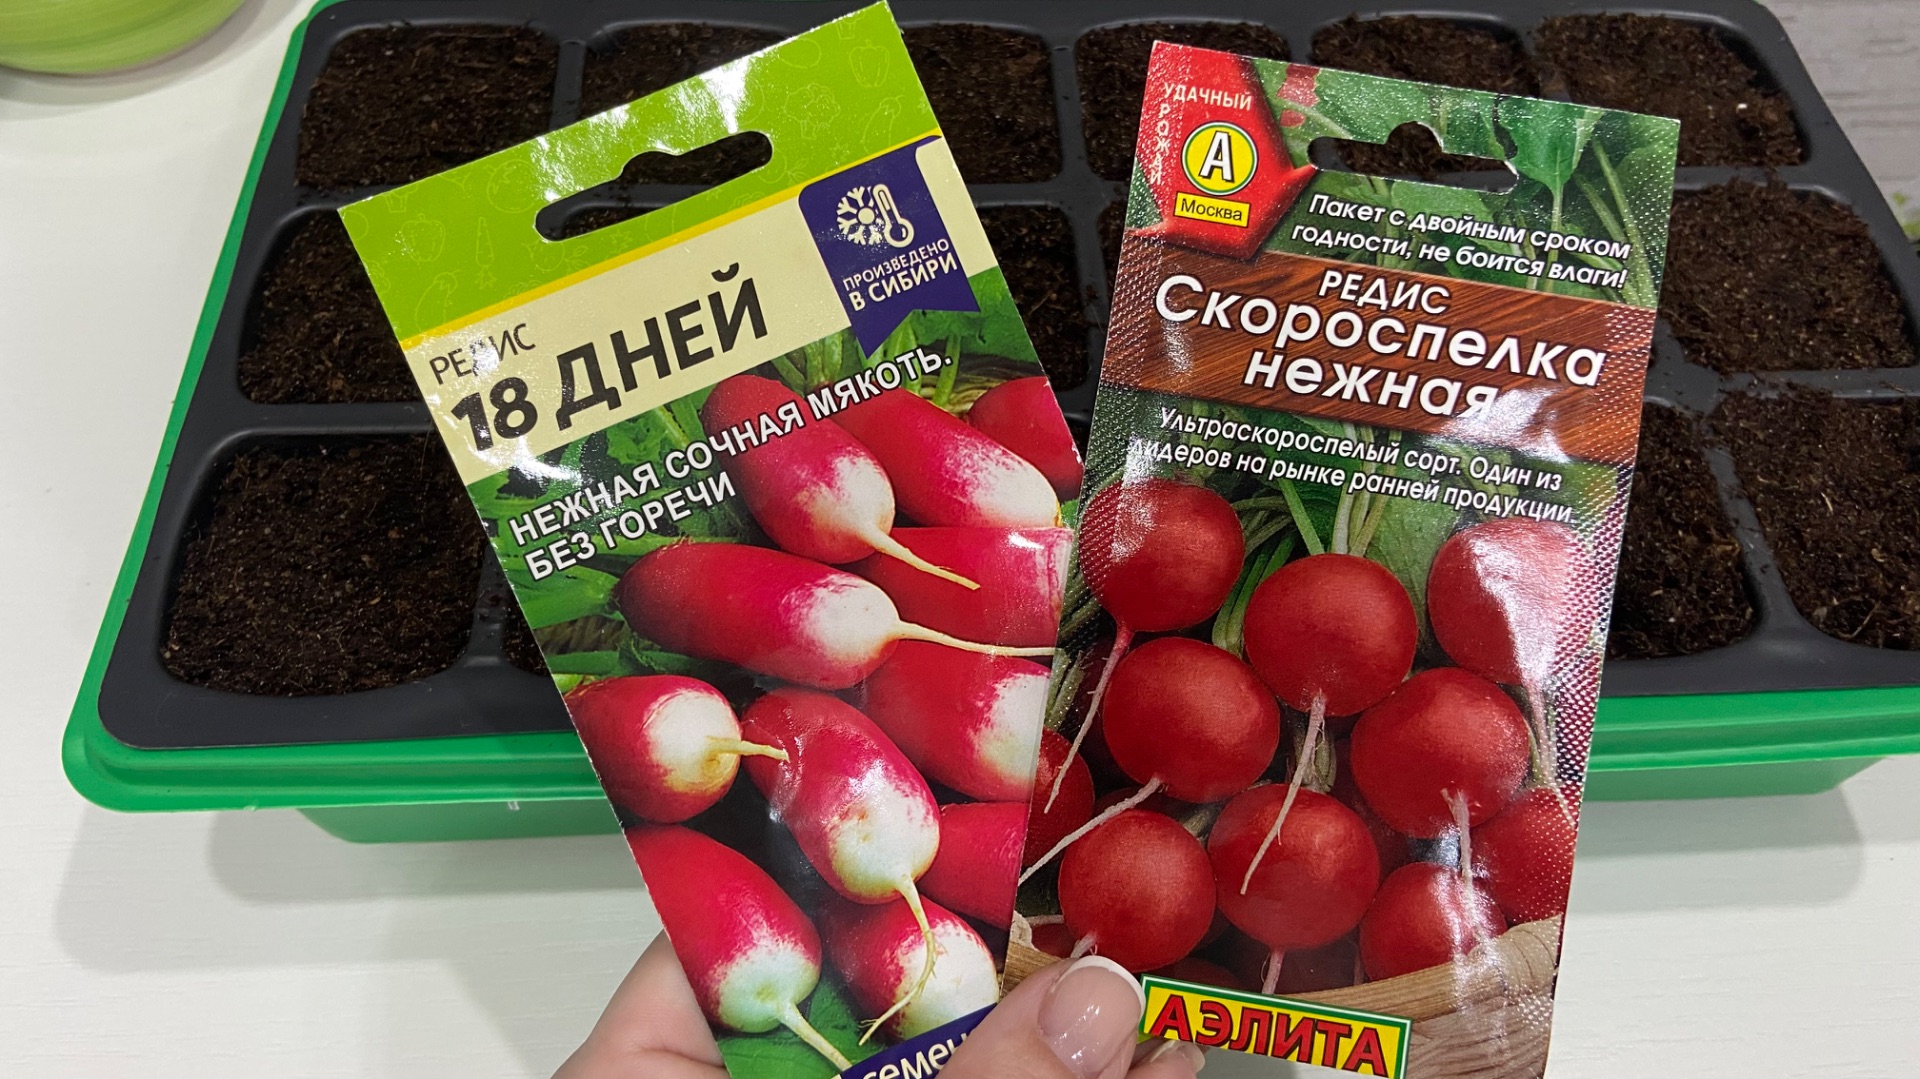 ПРОИЗВЕДЕНО
В СИБИРИ
РЕДИС
18 ДНЕЙ
НЕЖНАЯ СОЧНАЯ МЯКОТЬ.
БЕЗ ГОРЕЧИ
УДАЧНЫЙ
УРОЖАЙ
А
Москва
Пакет с двойным сроком
годности, не боится влаги!
РЕДИС
Скороспелка
нежная
Ультраскороспелый сорт. Один из
лидеров на рынке ранней продукции.
АЭЛИТА